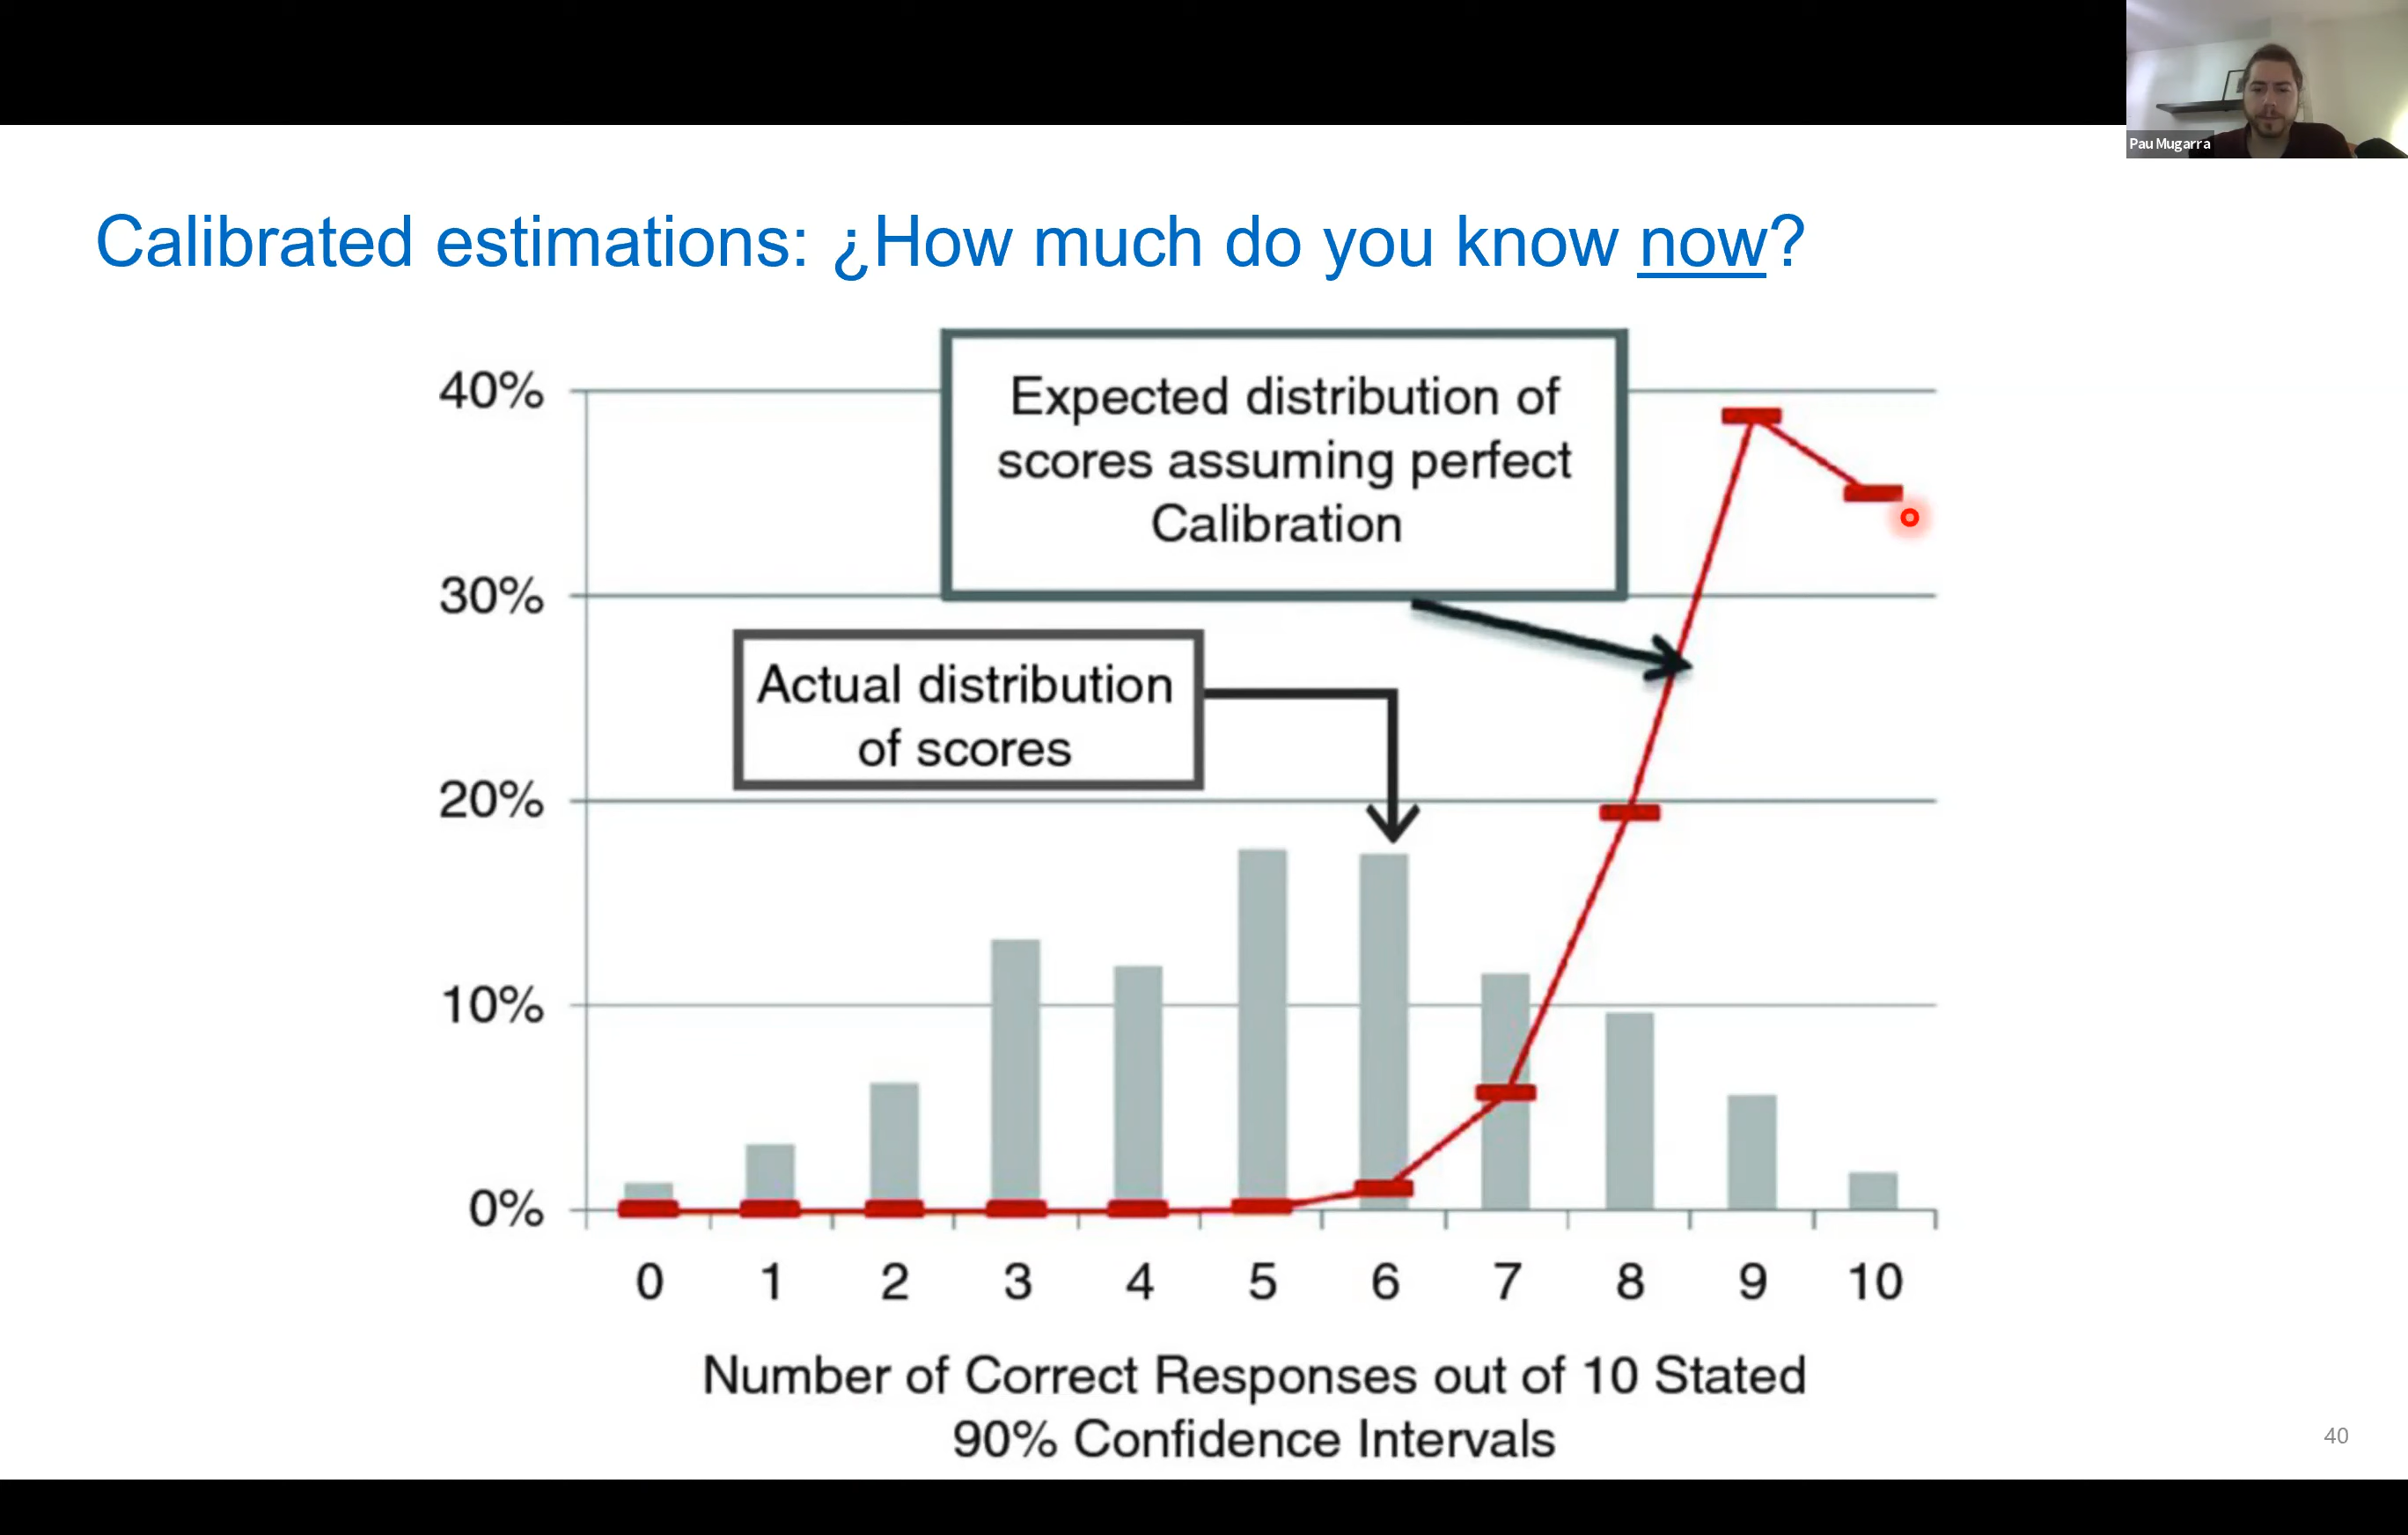 Pau Mugarra
Calibrated estimations: ¿How much do you know now?
40%
30%
20%
10%
0%
Expected distribution of
scores assuming perfect
Calibration
Actual distribution
of scores
0 1 2 3 4 5 6 7 8 9 10
Number of Correct Responses out of 10 Stated
90% Confidence Intervals
40